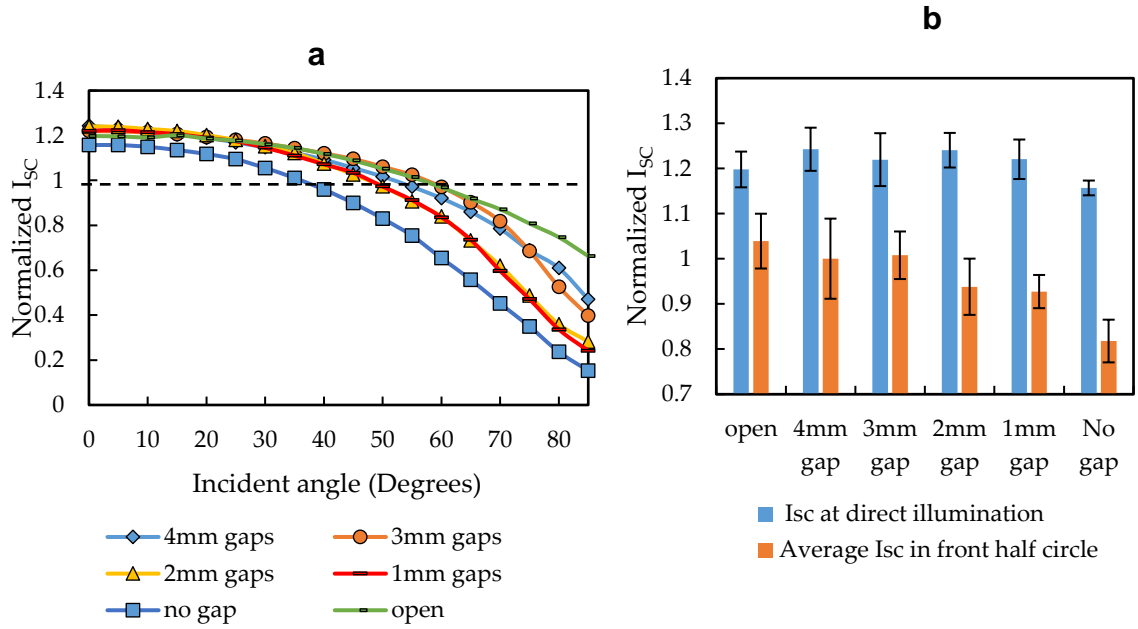 a
Normalized I_SC
1.4
1.2
1
0.8
0.6
0.4
0.2
0
0 10 20 30 40 50 60 70 80
Incident angle (Degrees)
4mm gaps 3mm gaps
2mm gaps 1mm gaps
no gap open
b
Normalized I_SC
1.4
1.3
1.2
1.1
1
0.9
0.8
0.7
open 4mm 3mm 2mm 1mm No
gap gap gap gap gap
Isc at direct illumination
Average Isc in front half circle